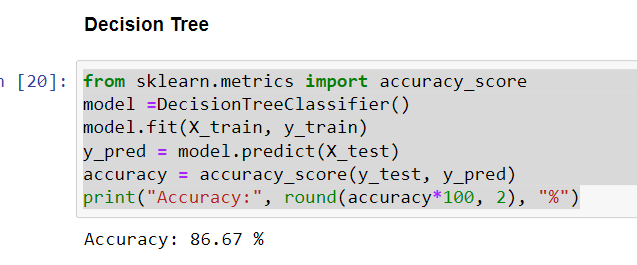 Decision Tree
n [20]:
from sklearn.metrics import accuracy_score
model =DecisionTreeClassifier()
model.fit(X_train, y_train)
y_pred = model.predict(X_test)
accuracy = accuracy_score(y_test, y_pred)
print("Accuracy:", round(accuracy*100, 2), "%")
Accuracy: 86.67 %